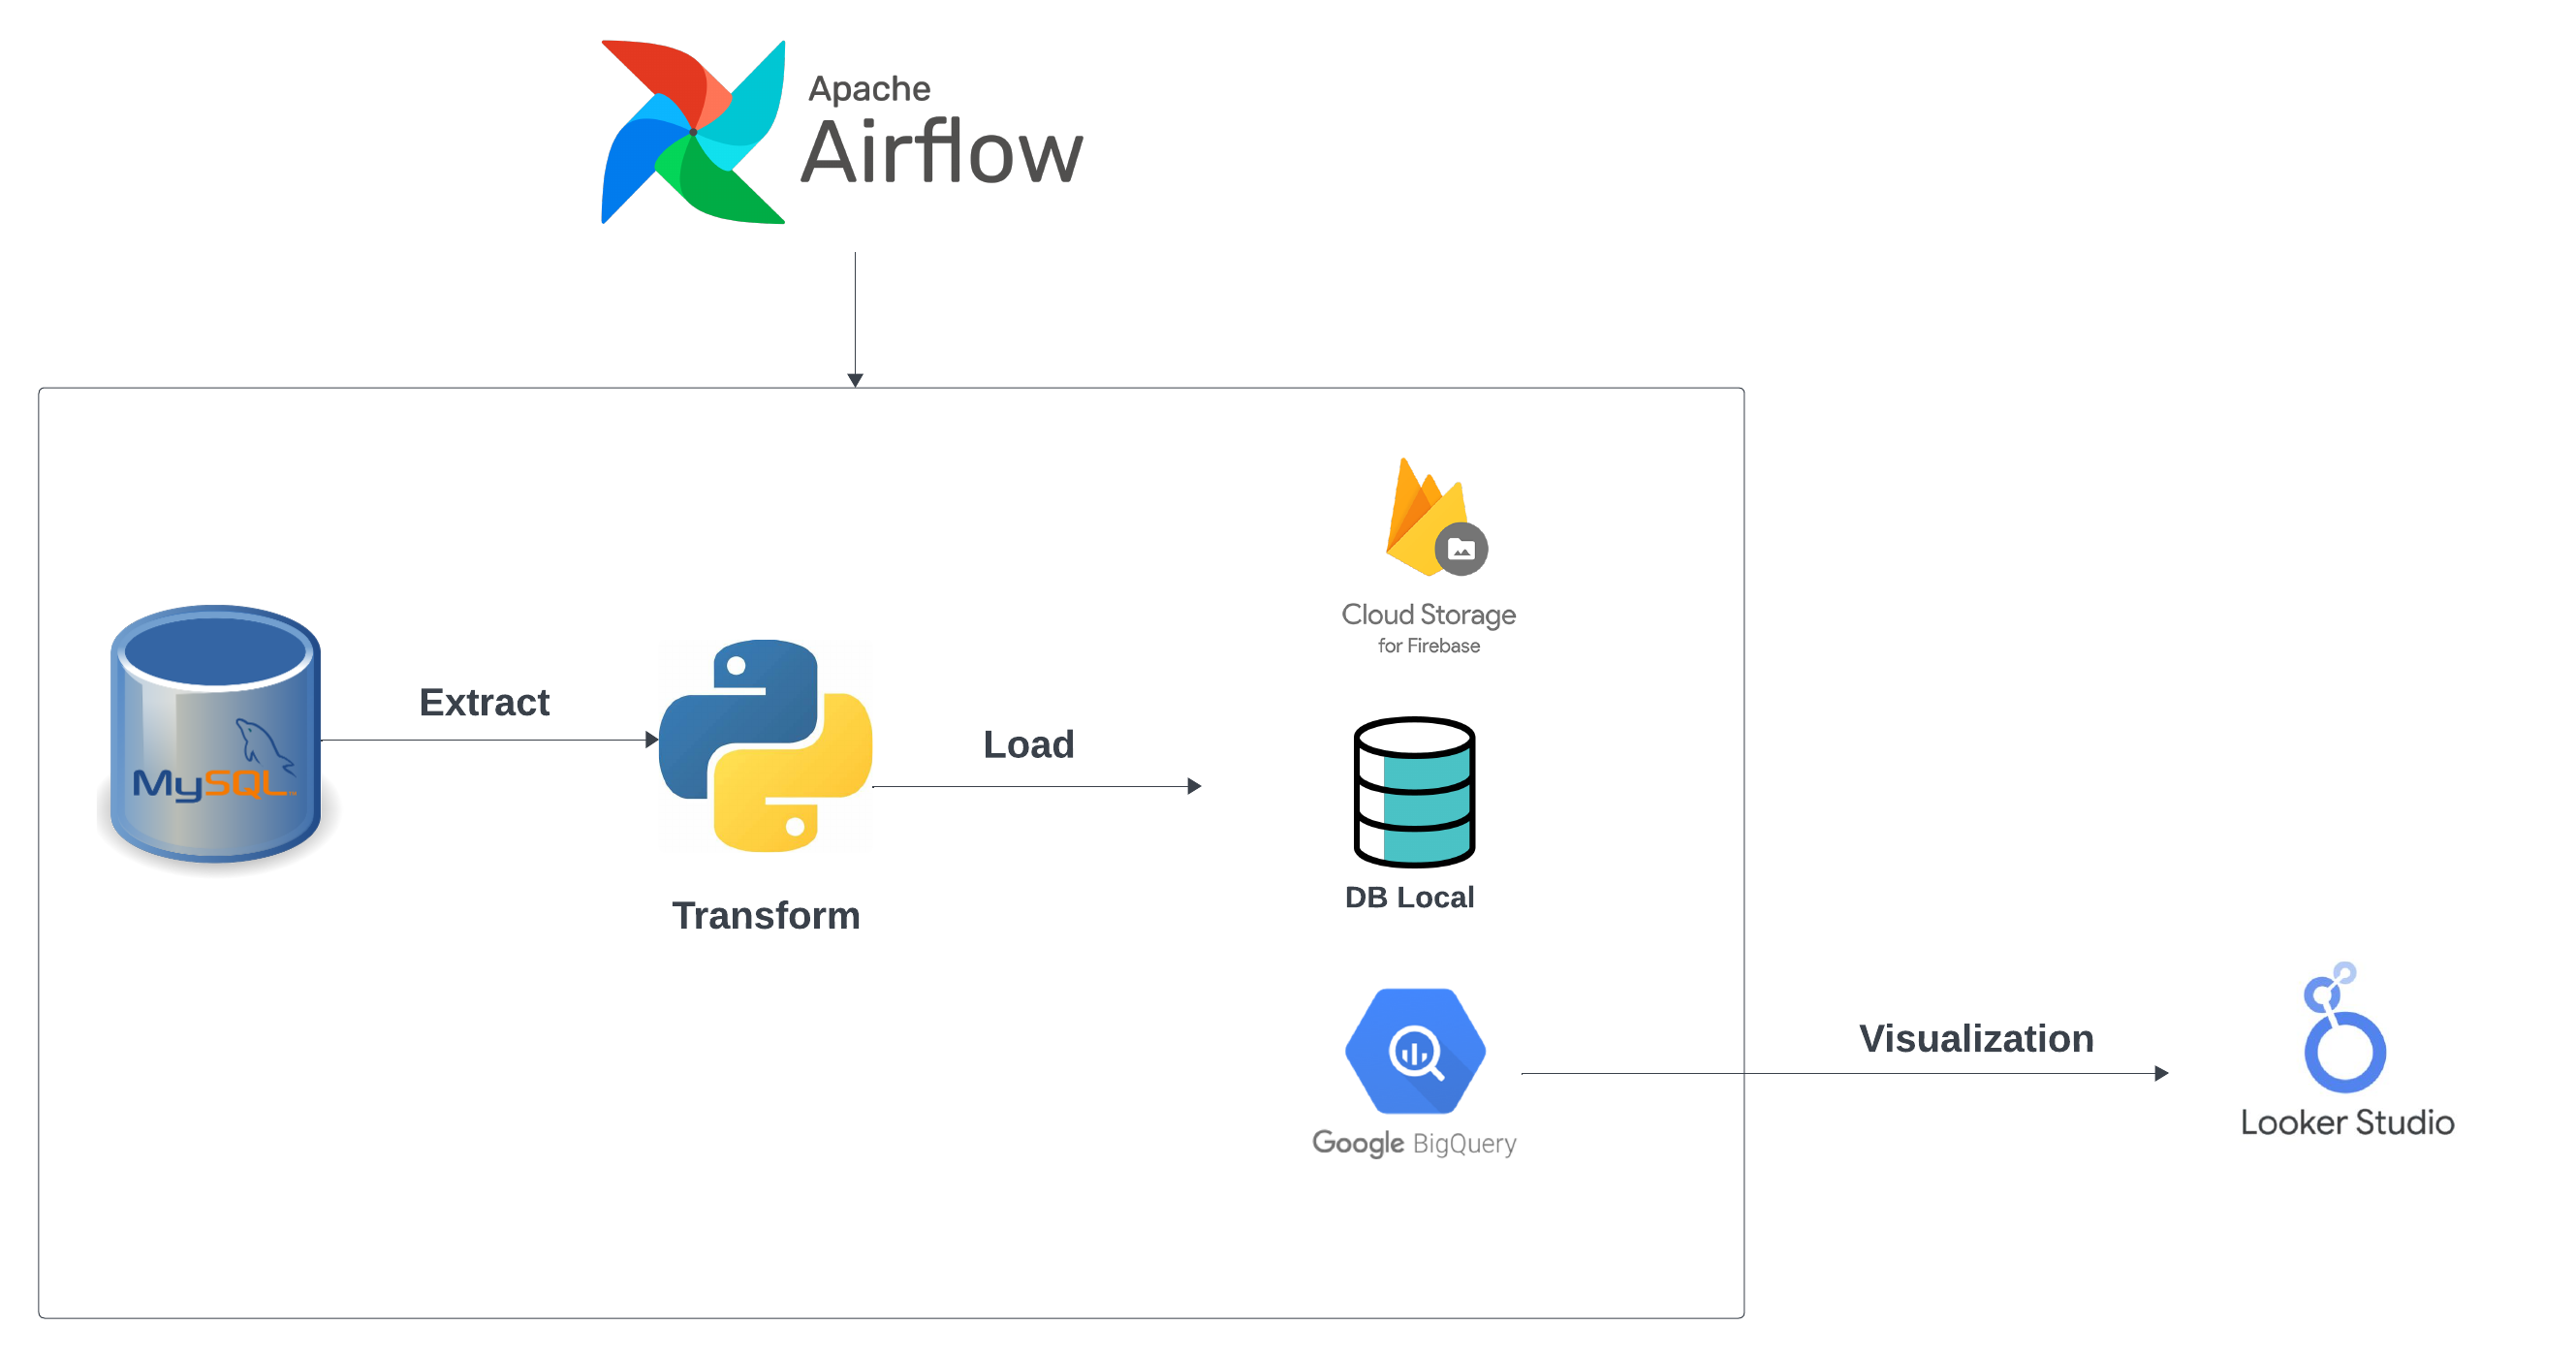 Apache
Airflow
MySQL
Extract
Transform
Load
Cloud Storage
for Firebase
DB Local
Google BigQuery
Visualization
Looker Studio